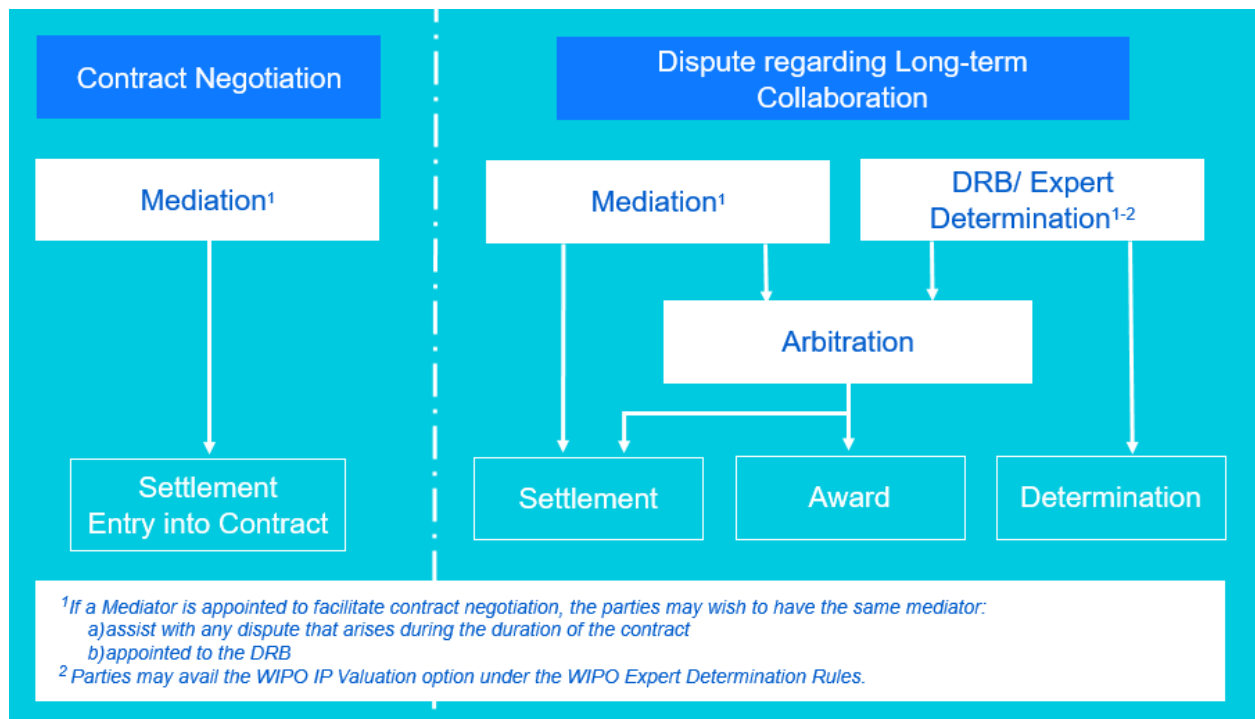 Contract Negotiation
Dispute regarding Long-term
Collaboration
Mediation¹
Mediation¹
DRB/ Expert
Determination¹⁻²
Arbitration
Settlement
Entry into Contract
Settlement
Award
Determination
¹If a Mediator is appointed to facilitate contract negotiation, the parties may wish to have the same mediator:
a)assist with any dispute that arises during the duration of the contract
b)appointed to the DRB
² Parties may avail the WIPO IP Valuation option under the WIPO Expert Determination Rules.